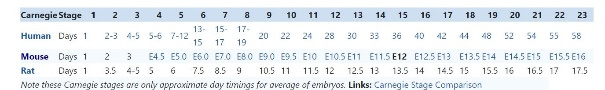 Carnegie Stage 1 2 3 4 5 6 7 8 9 10 11 12 13 14 15 16 17 18 19 20 21 22 23
Human Days 1 2-3 4-5 5-6 7-12 13-15 15-17 17-19 20 22 24 28 30 33 36 40 42 44 48 52 54 55 58
Mouse Days 1 2 3 E4.5 E5.0 E6.0 E7.0 E8.0 E9.0 E9.5 E10 E10.5 E11 E11.5 E12 E12.5 E13 E13.5 E14 E14.5 E15 E15.5 E16
Rat Days 1 3.5 4-5 5 6 7.5 8.5 9 10.5 11 11.5 12 12.5 13 13.5 14 14.5 15 15.5 16 16.5 17 17.5
Note these Carnegie stages are only approximate day timings for average of embryos. Links: Carnegie Stage Comparison